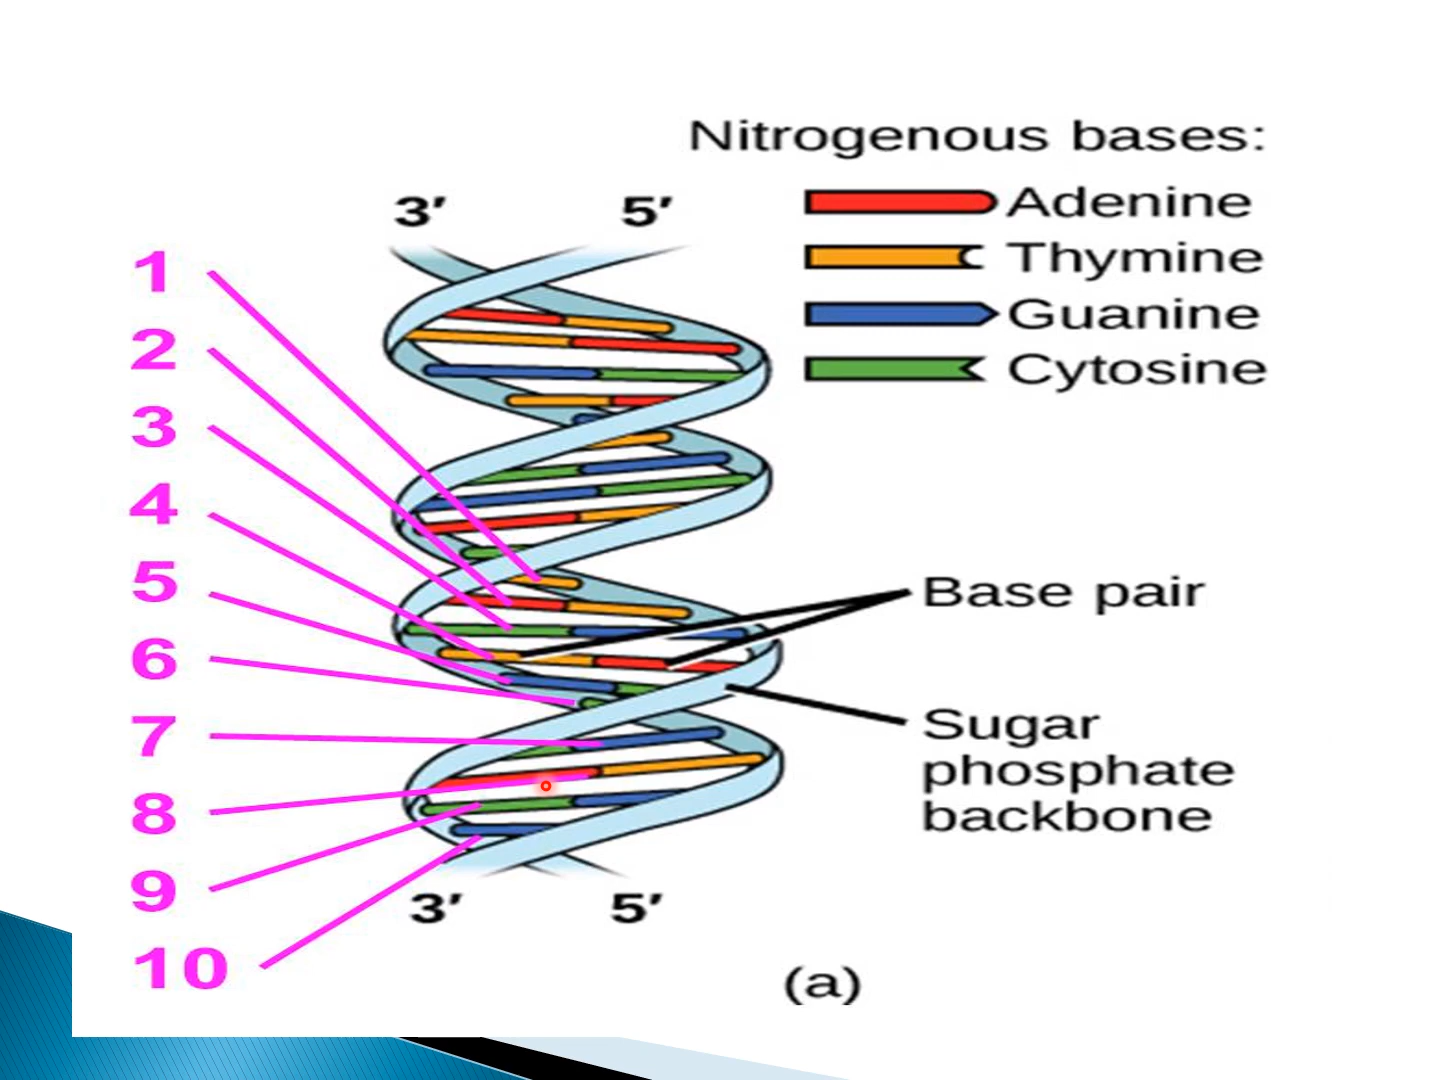 Nitrogenous bases:
Adenine
Thymine
Guanine
Cytosine
3′ 5′
1
2
3
4
5
6
7
8
9
10
Base pair
Sugar
phosphate
backbone
3′ 5′
(a)